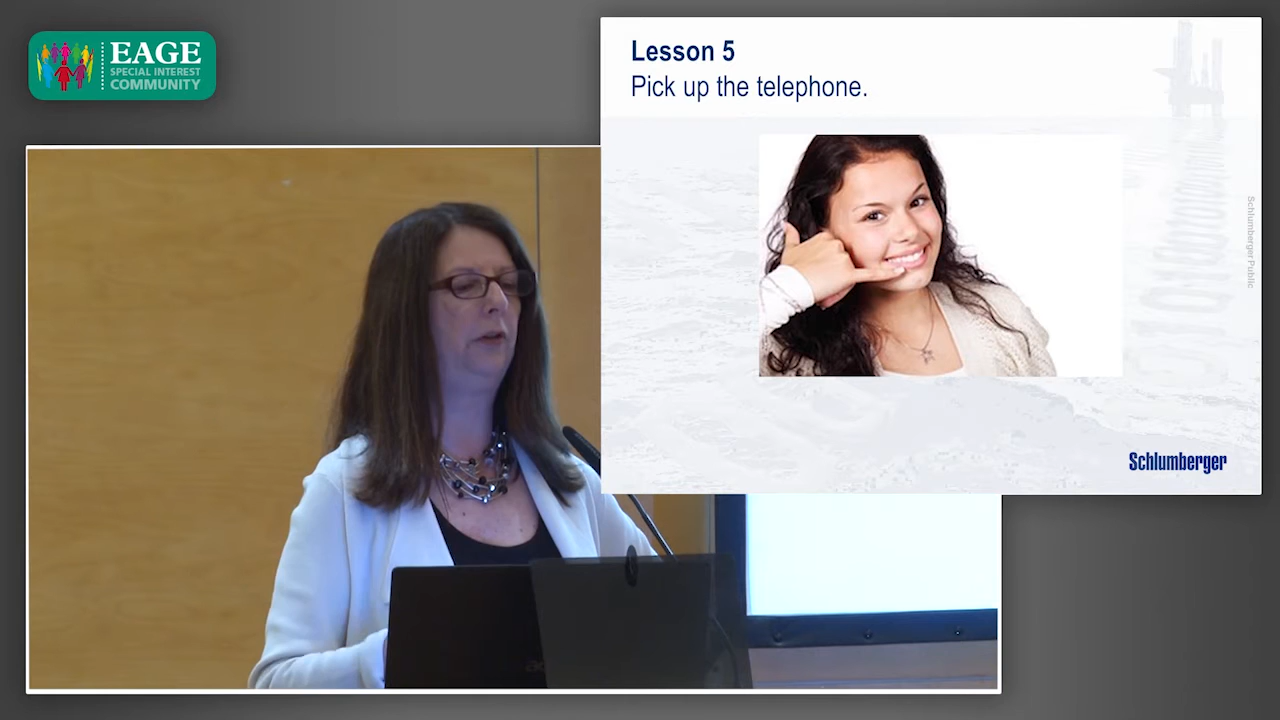 EAGE
SPECIAL INTEREST
COMMUNITY
Lesson 5
Pick up the telephone.
Schlumberger Public
Schlumberger